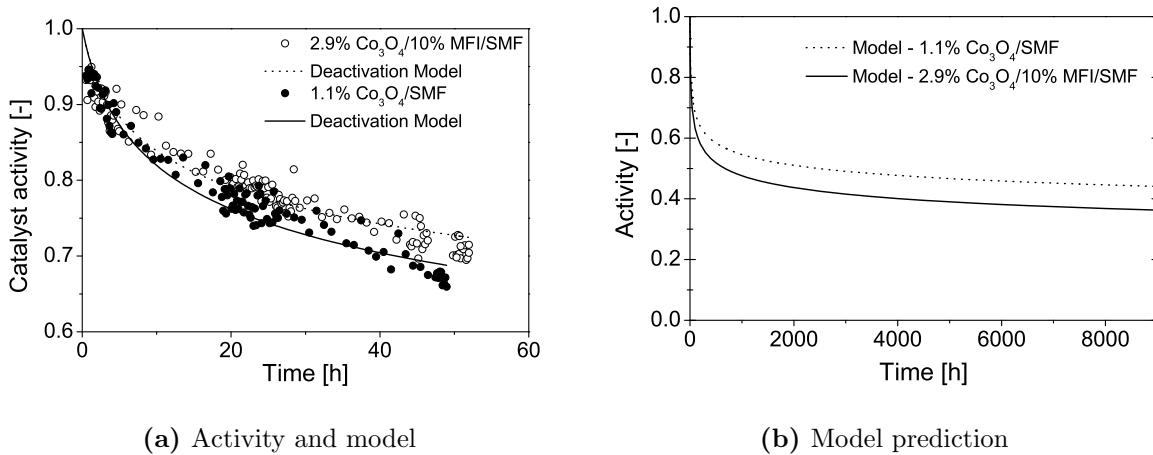 1.0
0.9
0.8
0.7
0.6
Catalyst activity [-]
2.9% Co₃O₄/10% MFI/SMF
Deactivation Model
1.1% Co₃O₄/SMF
Deactivation Model
0 20 40 60
Time [h]
(a) Activity and model
1.0
0.8
0.6
0.4
0.2
0.0
Activity [-]
Model - 1.1% Co₃O₄/SMF
Model - 2.9% Co₃O₄/10% MFI/SMF
0 2000 4000 6000 8000
Time [h]
(b) Model prediction